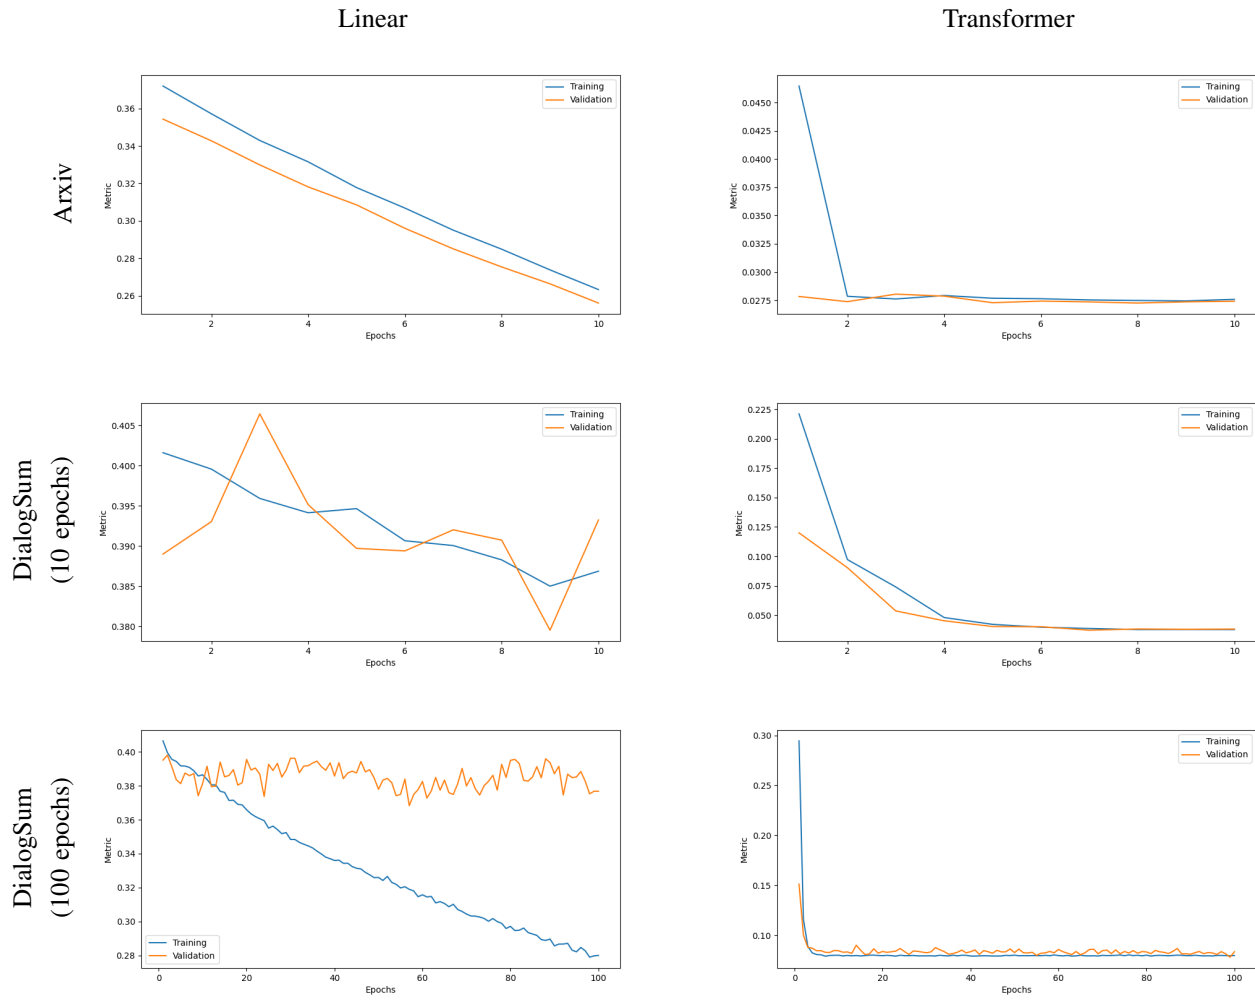 Linear
Transformer
Arxiv
0.36
0.34
0.32
0.30
0.28
0.26
Metric
2
4
6
8
10
Epochs
Training
Validation
0.0450
0.0425
0.0400
0.0375
0.0350
0.0325
0.0300
0.0275
Metric
2
4
6
8
10
Epochs
Training
Validation
DialogSum
(10 epochs)
0.405
0.400
0.395
0.390
0.385
0.380
Metric
2
4
6
8
10
Epochs
Training
Validation
0.225
0.200
0.175
0.150
0.125
0.100
0.075
0.050
Metric
2
4
6
8
10
Epochs
Training
Validation
DialogSum
(100 epochs)
0.40
0.38
0.36
0.34
0.32
0.30
0.28
Metric
0
20
40
60
80
100
Epochs
Training
Validation
0.30
0.25
0.20
0.15
0.10
Metric
0
20
40
60
80
100
Epochs
Training
Validation